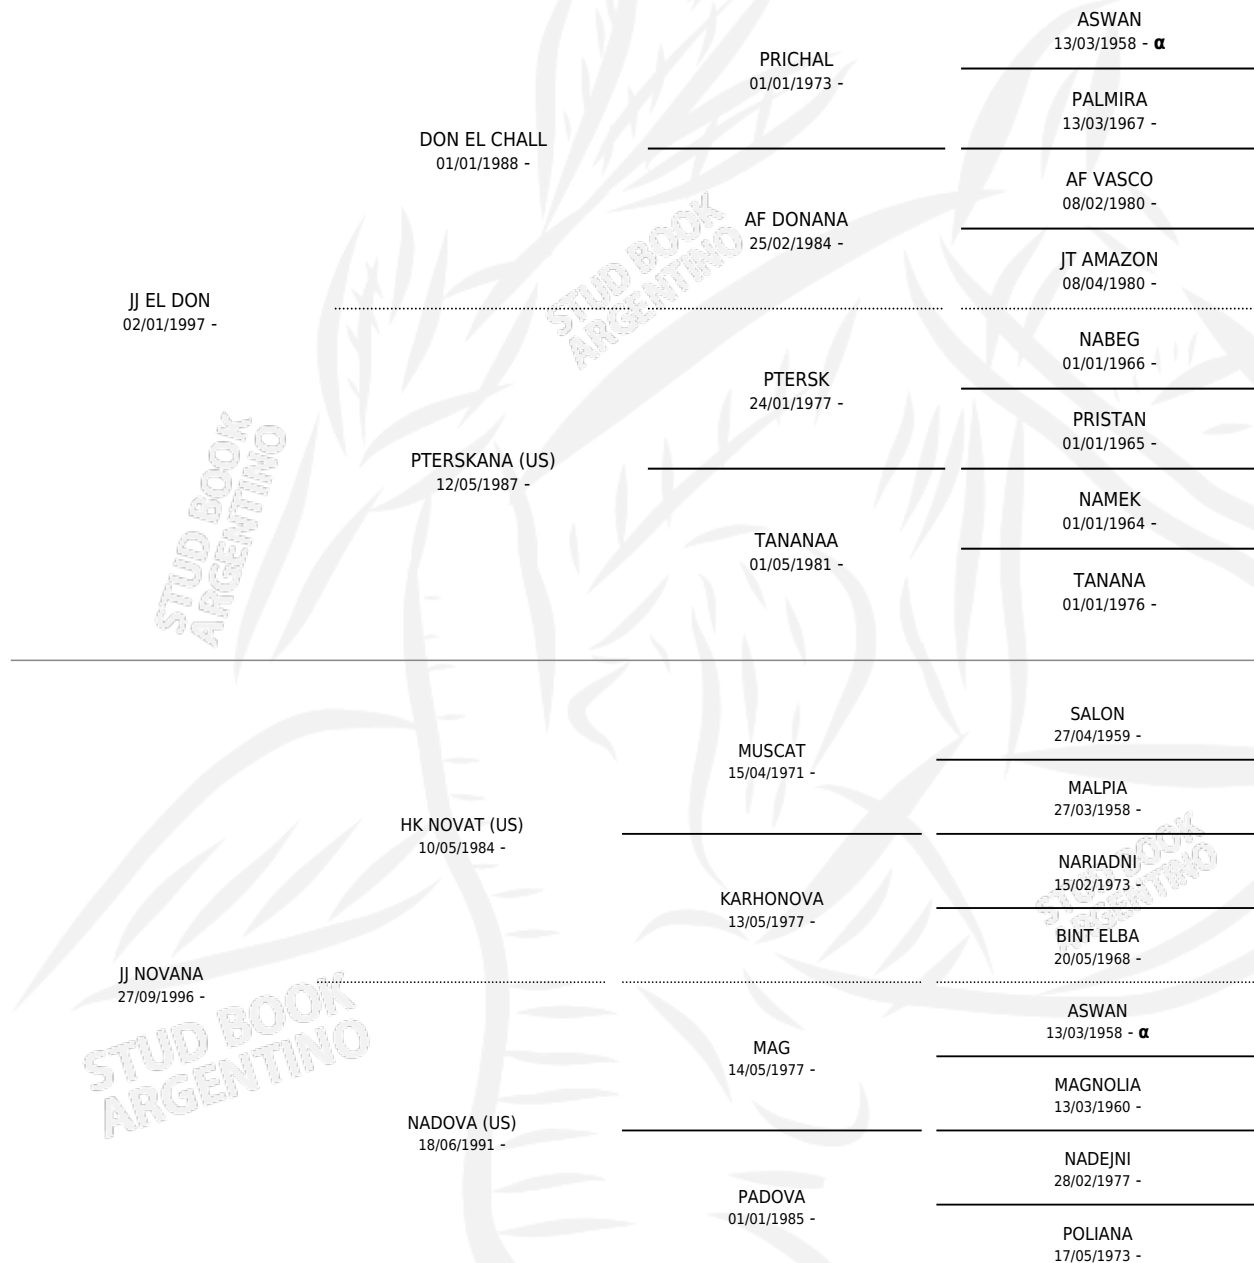 ASWAN
13/03/1958 - α
PRICHAL
01/01/1973 -
PALMIRA
13/03/1967 -
DON EL CHALL
01/01/1988 -
AF VASCO
08/02/1980 -
AF DONANA
25/02/1984 -
JT AMAZON
08/04/1980 -
JJ EL DON
02/01/1997 -
STUD BOOK
ARGENTINO
NABEG
01/01/1966 -
PTERSK
24/01/1977 -
PRISTAN
01/01/1965 -
PTERSKANA (US)
12/05/1987 -
NAMEK
01/01/1964 -
TANANAA
01/05/1981 -
TANANA
01/01/1976 -
STUD BOOK
ARGENTINO
SALON
27/04/1959 -
MUSCAT
15/04/1971 -
MALPIA
27/03/1958 -
HK NOVAT (US)
10/05/1984 -
NARIADNI
15/02/1973 -
KARHONOVA
13/05/1977 -
BINT ELBA
20/05/1968 -
STUD BOOK
ARGENTINO
JJ NOVANA
27/09/1996 -
ASWAN
13/03/1958 - α
MAG
14/05/1977 -
MAGNOLIA
13/03/1960 -
STUD BOOK
ARGENTINO
NADOVA (US)
18/06/1991 -
NADEJNI
28/02/1977 -
PADOVA
01/01/1985 -
POLIANA
17/05/1973 -